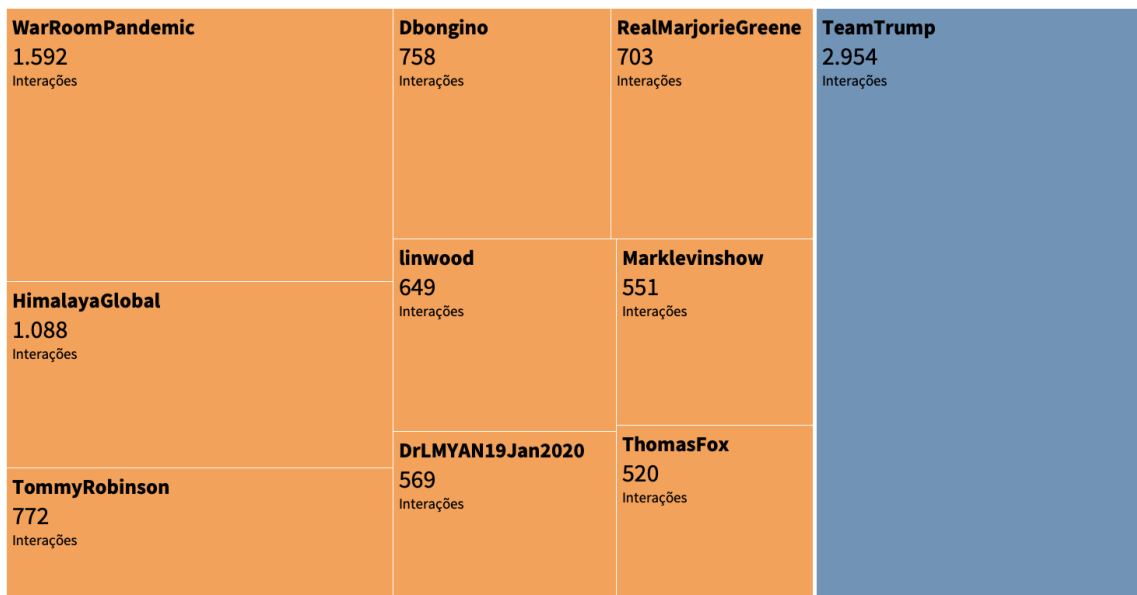 WarRoomPandemic
1.592
Interações
HimalayaGlobal
1.088
Interações
TommyRobinson
772
Interações
Dbongino
758
Interações
RealMarjorieGreene
703
Interações
linwood
649
Interações
Marklevinshow
551
Interações
DrLMYAN19Jan2020
569
Interações
ThomasFox
520
Interações
TeamTrump
2.954
Interações